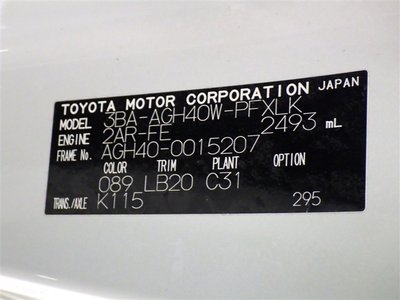 TOYOTA MOTOR CORPORATION JAPAN
MODEL 3BA-AGH40W-PFXLK
ENGINE 2AR-FE 2493 mL
FRAME No. AGH40-0015207
COLOR TRIM PLANT OPTION
089 LB20 C31
TRANS./AXLE K115 295